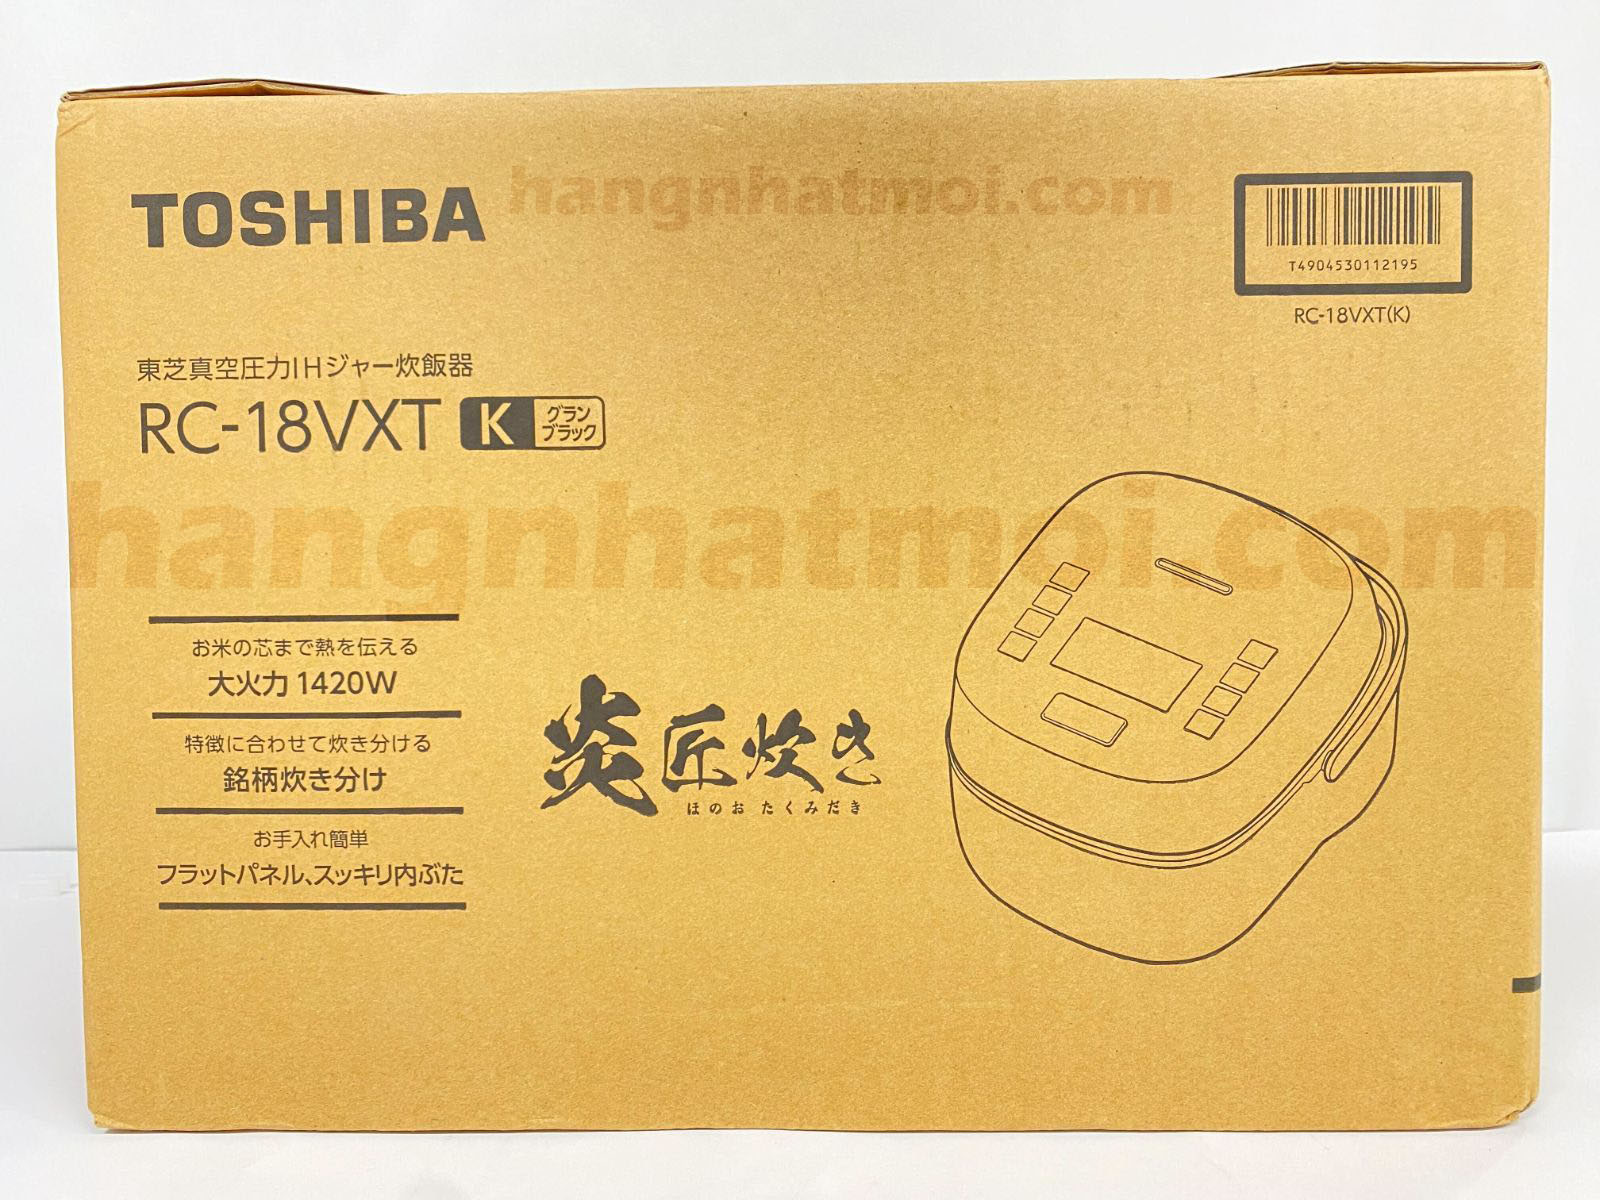 TOSHIBA
hangnhatmoi.com
T4904530112195
RC-18VXT(K)
東芝真空圧力IHジャー炊飯器
RC-18VXT K グラン
ブラック
hangnhatmoi.com
お米の芯まで熱を伝える
大火力 1420W
特徴に合わせて炊き分ける
銘柄炊き分け
お手入れ簡単
フラットパネル、スッキリ内ぶた
炎 匠炊き
ほのお たくみだき